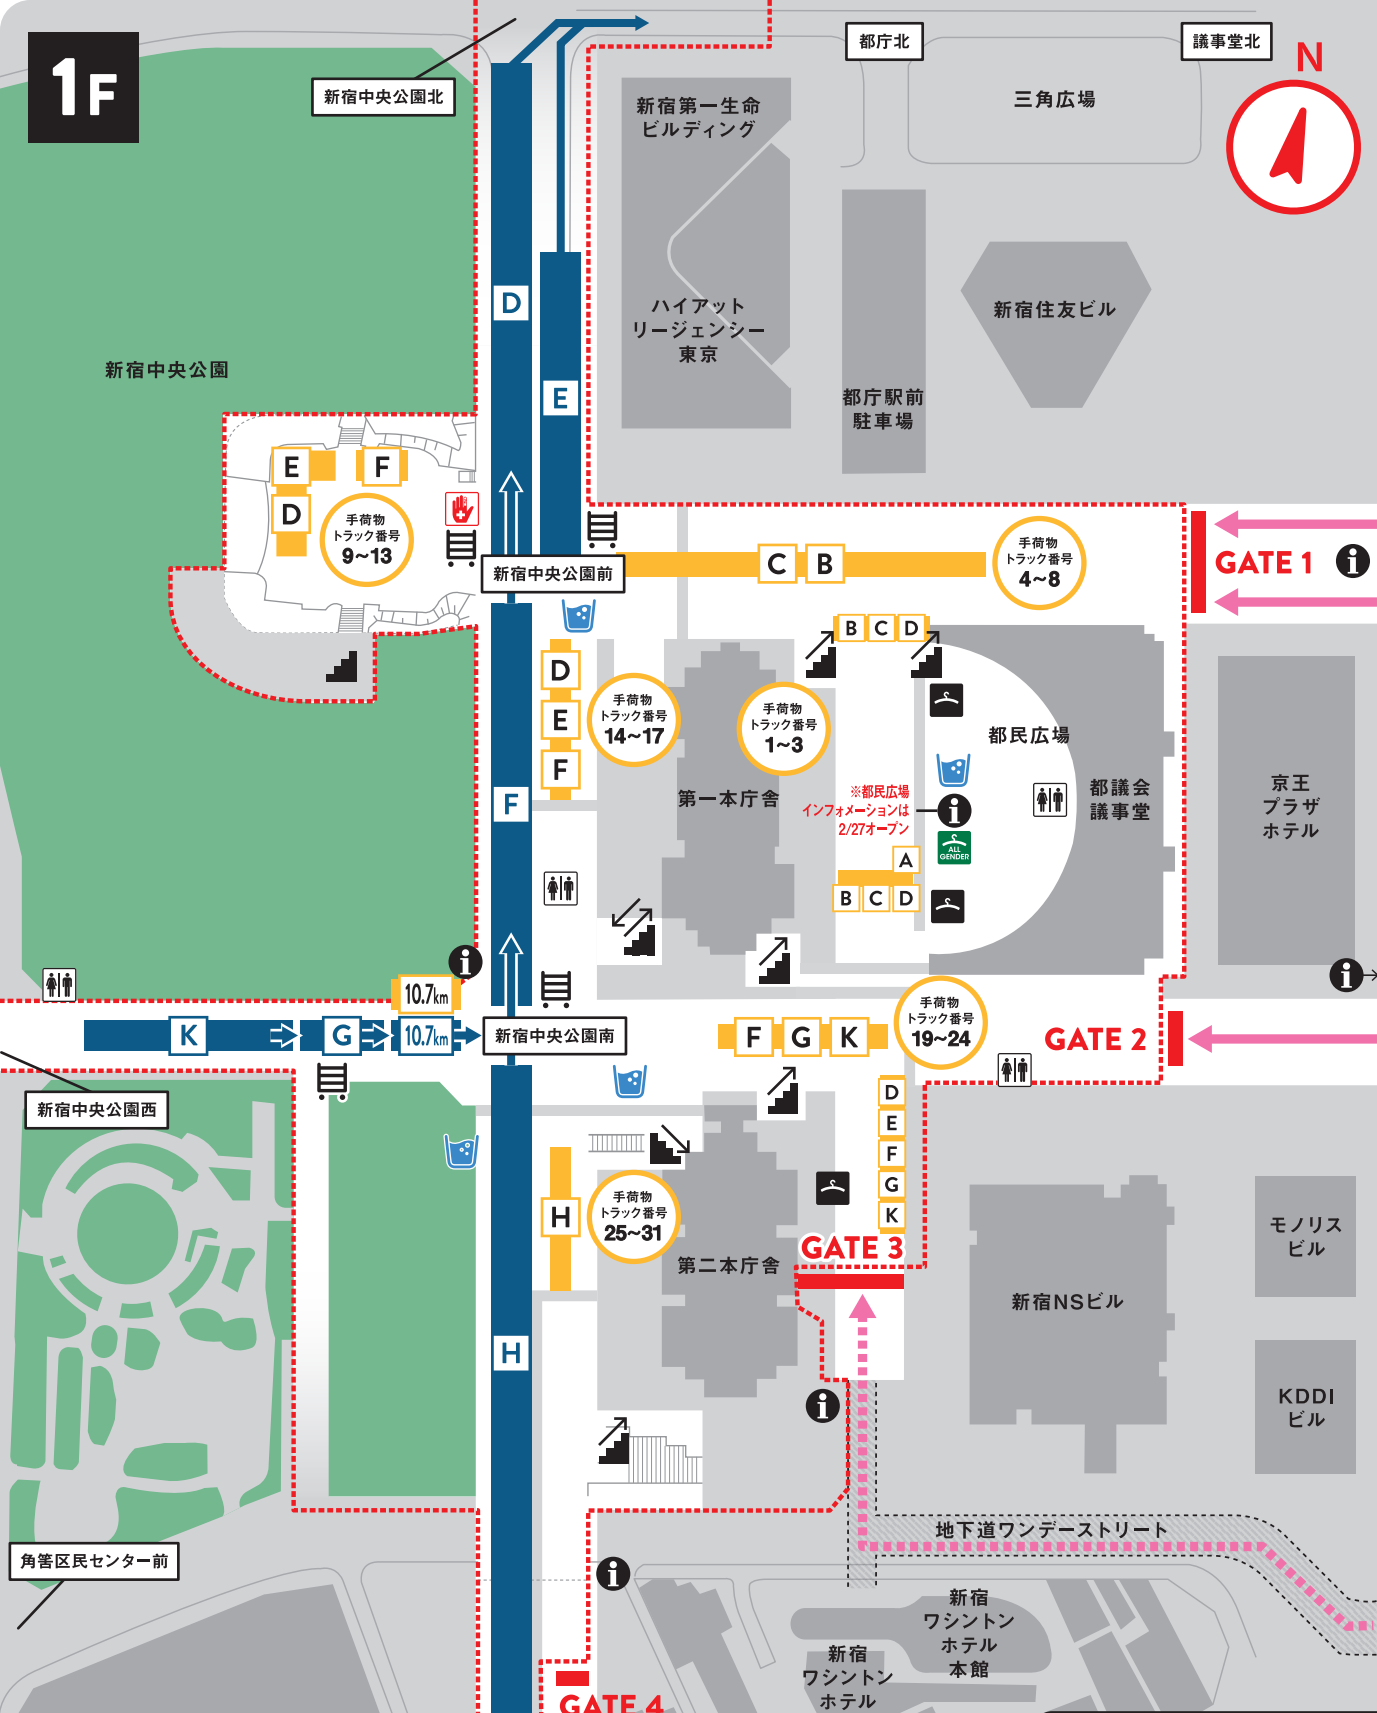 1F
新宿中央公園北
都庁北
議事堂北
N
新宿第一生命
ビルディング
三角広場
ハイアット
リージェンシー
東京
新宿住友ビル
都庁駅前
駐車場
新宿中央公園
D
E
E
F
D
手荷物
トラック番号
9~13
新宿中央公園前
C
B
手荷物
トラック番号
4~8
GATE 1
i
B
C
D
D
E
F
手荷物
トラック番号
14~17
手荷物
トラック番号
1~3
都民広場
第一本庁舎
※都民広場
インフォメーションは
2/27オープン
i
ALL
GENDER
都議会
議事堂
京王
プラザ
ホテル
F
A
B
C
D
i
10.7km
i
K
G
10.7km
新宿中央公園南
F
G
K
手荷物
トラック番号
19~24
GATE 2
新宿中央公園西
D
E
F
G
K
H
手荷物
トラック番号
25~31
第二本庁舎
GATE 3
モノリス
ビル
新宿NSビル
H
KDDI
ビル
i
地下道ワンデーストリート
角筈区民センター前
i
新宿
ワシントン
ホテル
本館
新宿
ワシントン
ホテル
GATE 4